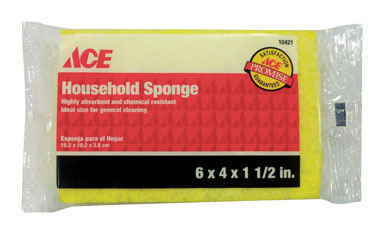 ACE
10421
SATISFACTION
ACE
PROMISE
GUARANTEED
Household Sponge
Highly absorbent and chemical resistant
Ideal size for general cleaning
Esponja para el Hogar
15.2 x 10.2 x 3.8 cm
6 x 4 x 1 1/2 in.